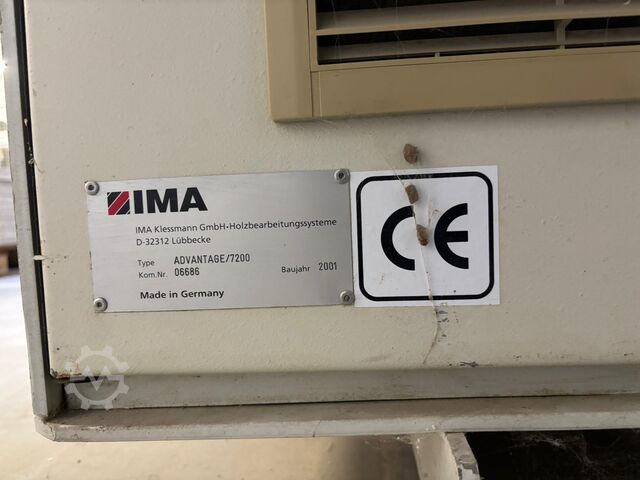 IMA
IMA Klessmann GmbH•Holzbearbeitungssysteme
D-32312 Lübbecke
Type ADVANTAGE/7200
Kom.Nr. 06686 Baujahr 2001
Made in Germany
CE